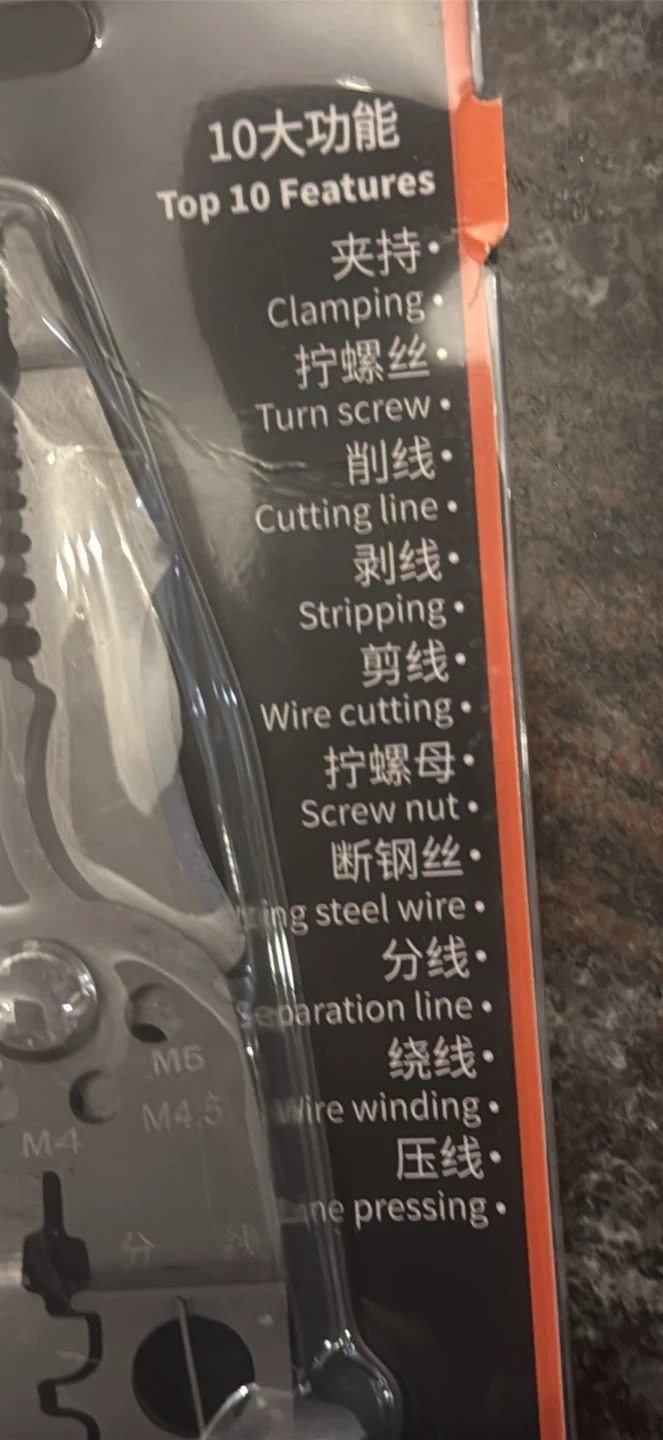 10大功能
Top 10 Features
夹持•
Clamping•
拧螺丝•
Turn screw•
削线•
Cutting line•
剥线•
Stripping•
剪线•
Wire cutting•
拧螺母•
Screw nut•
断钢丝•
steel wire•
分线•
Separation line•
绕线•
Wire winding•
压线•
pressing•
M5
M4.5
M4
分